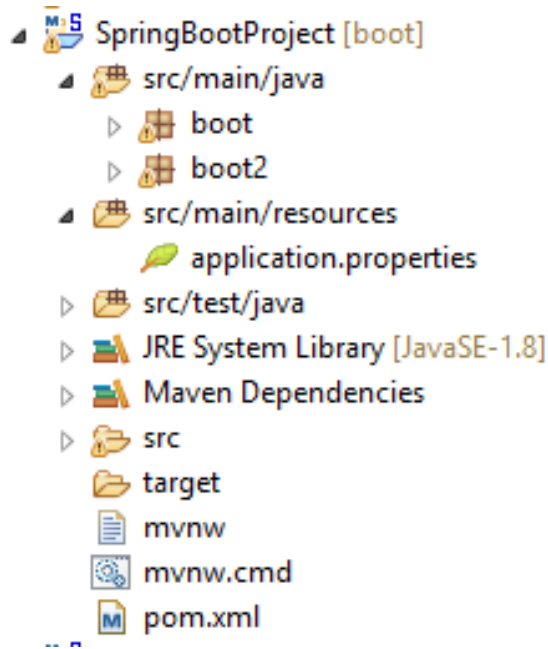 SpringBootProject [boot]
src/main/java
boot
boot2
src/main/resources
application.properties
src/test/java
JRE System Library [JavaSE-1.8]
Maven Dependencies
src
target
mvnw
mvnw.cmd
pom.xml